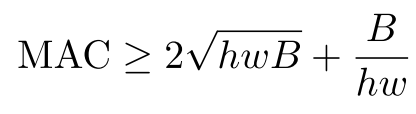 MAC ≥ 2√(hwB) + B/(hw)